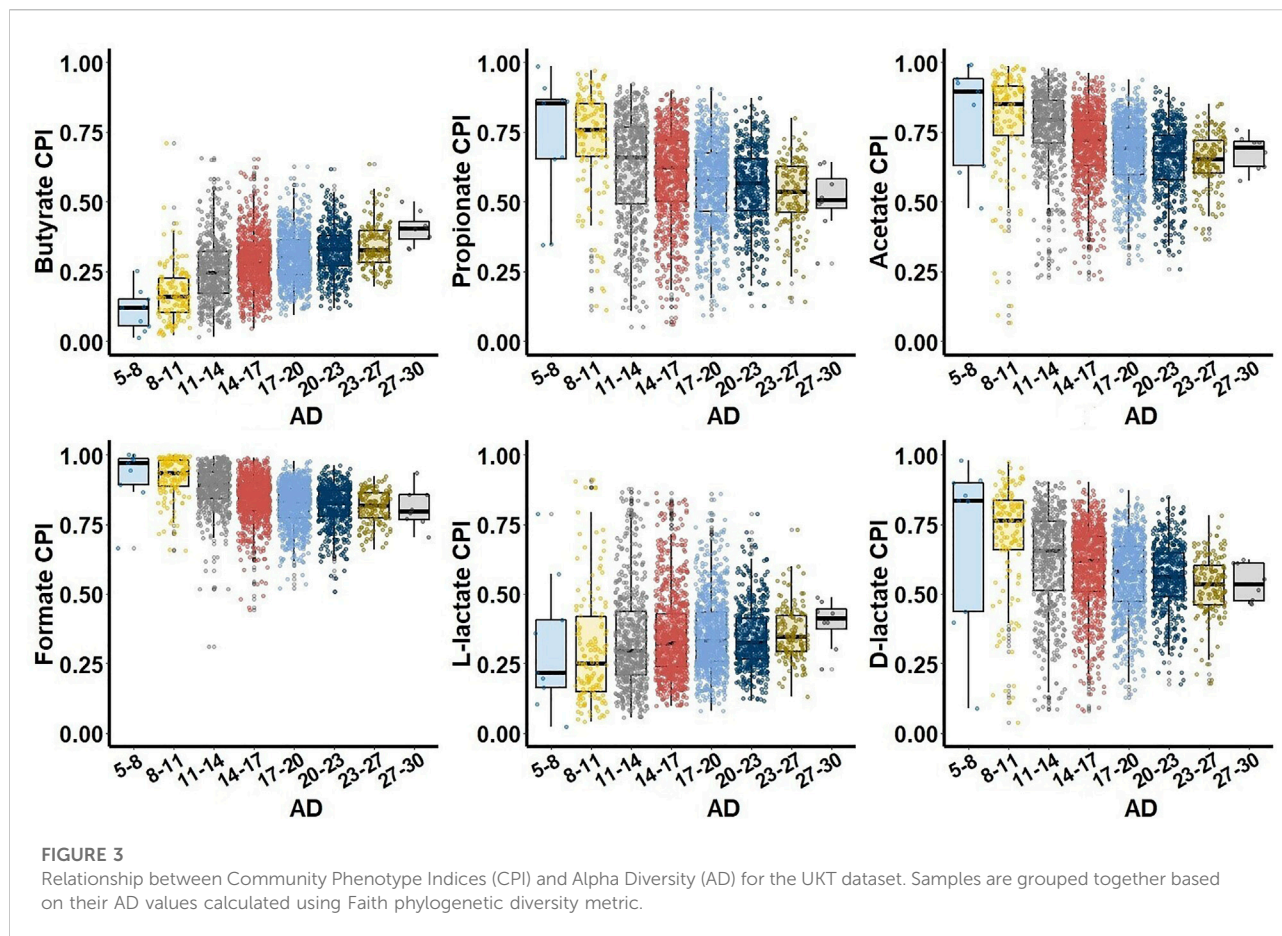 1.00
0.75
0.50
0.25
0.00
Butyrate CPI
5-8 8-11 11-14 14-17 17-20 20-23 23-27 27-30
AD
1.00
0.75
0.50
0.25
0.00
Propionate CPI
5-8 8-11 11-14 14-17 17-20 20-23 23-27 27-30
AD
1.00
0.75
0.50
0.25
0.00
Acetate CPI
5-8 8-11 11-14 14-17 17-20 20-23 23-27 27-30
AD
1.00
0.75
0.50
0.25
0.00
Formate CPI
5-8 8-11 11-14 14-17 17-20 20-23 23-27 27-30
AD
1.00
0.75
0.50
0.25
0.00
L-lactate CPI
5-8 8-11 11-14 14-17 17-20 20-23 23-27 27-30
AD
1.00
0.75
0.50
0.25
0.00
D-lactate CPI
5-8 8-11 11-14 14-17 17-20 20-23 23-27 27-30
AD
FIGURE 3
Relationship between Community Phenotype Indices (CPI) and Alpha Diversity (AD) for the UKT dataset. Samples are grouped together based
on their AD values calculated using Faith phylogenetic diversity metric.